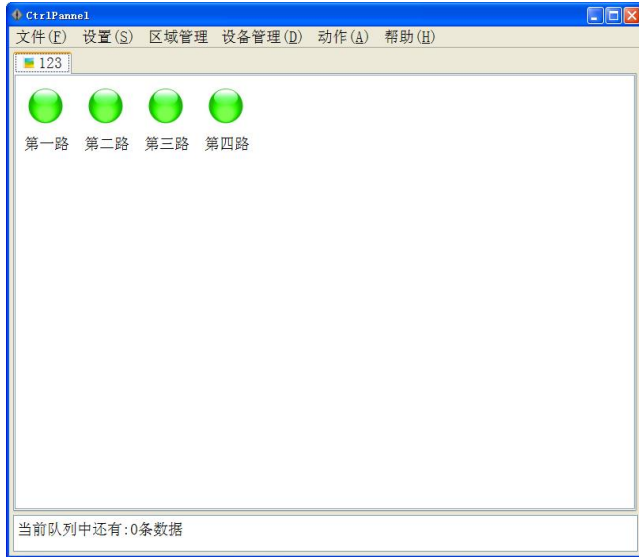 CtrlPannel
文件(F) 设置(S) 区域管理 设备管理(D) 动作(A) 帮助(H)
123
第一路 第二路 第三路 第四路
当前队列中还有:0条数据